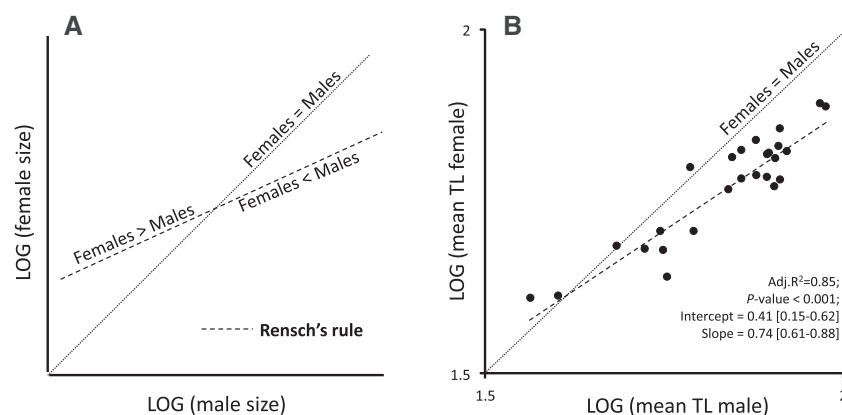 A
LOG (female size)
Females = Males
Females < Males
Females > Males
Rensch's rule
LOG (male size)
B
2
LOG (mean TL female)
Females = Males
Adj.R²=0.85;
P-value < 0.001;
Intercept = 0.41 [0.15-0.62]
Slope = 0.74 [0.61-0.88]
1.5
1.5
2
LOG (mean TL male)